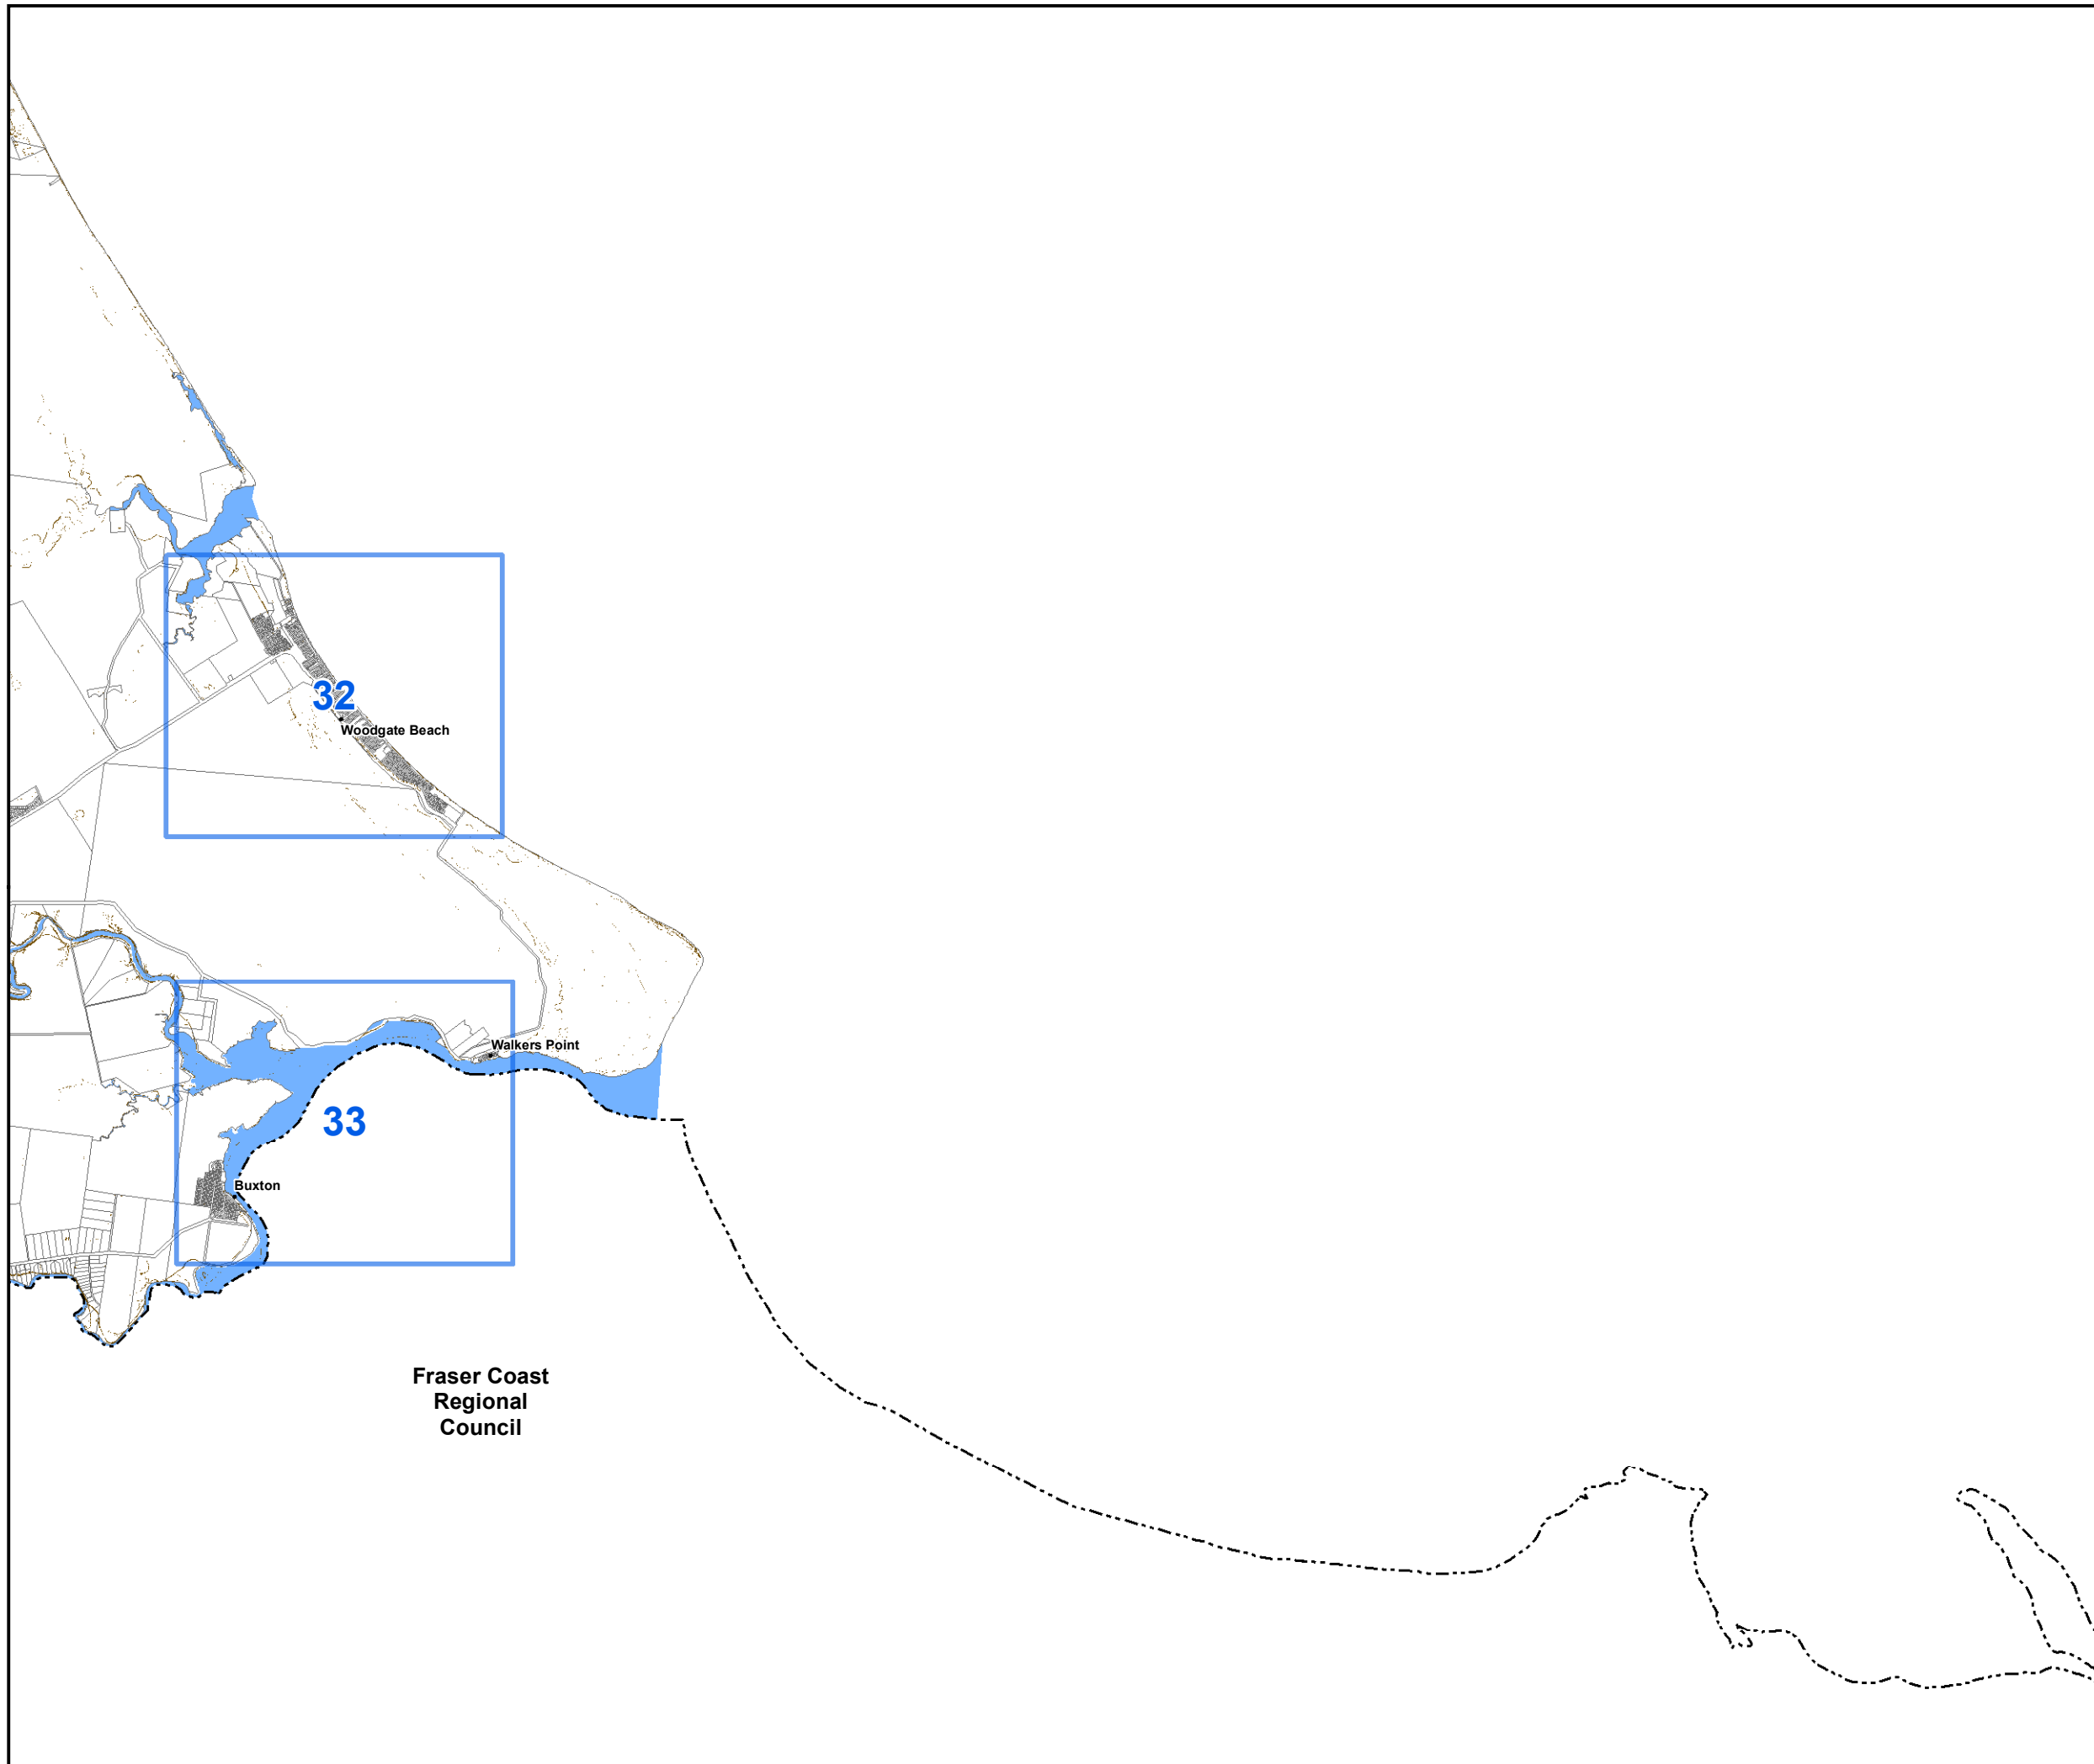 32
Woodgate Beach
Walkers Point
33
Buxton
Fraser Coast
Regional
Council